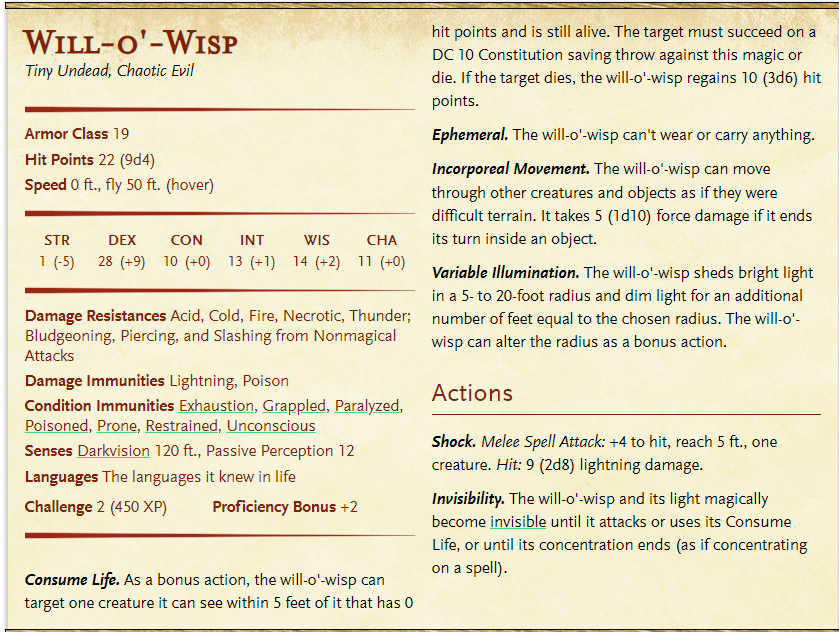 Will-o'-Wisp
Tiny Undead, Chaotic Evil
Armor Class 19
Hit Points 22 (9d4)
Speed 0 ft., fly 50 ft. (hover)
STR DEX CON INT WIS CHA
1 (-5) 28 (+9) 10 (+0) 13 (+1) 14 (+2) 11 (+0)
Damage Resistances Acid, Cold, Fire, Necrotic, Thunder;
Bludgeoning, Piercing, and Slashing from Nonmagical
Attacks
Damage Immunities Lightning, Poison
Condition Immunities Exhaustion, Grappled, Paralyzed,
Poisoned, Prone, Restrained, Unconscious
Senses Darkvision 120 ft., Passive Perception 12
Languages The languages it knew in life
Challenge 2 (450 XP) Proficiency Bonus +2
Consume Life. As a bonus action, the will-o'-wisp can
target one creature it can see within 5 feet of it that has 0
hit points and is still alive. The target must succeed on a
DC 10 Constitution saving throw against this magic or
die. If the target dies, the will-o'-wisp regains 10 (3d6) hit
points.
Ephemeral. The will-o'-wisp can't wear or carry anything.
Incorporeal Movement. The will-o'-wisp can move
through other creatures and objects as if they were
difficult terrain. It takes 5 (1d10) force damage if it ends
its turn inside an object.
Variable Illumination. The will-o'-wisp sheds bright light
in a 5- to 20-foot radius and dim light for an additional
number of feet equal to the chosen radius. The will-o'-
wisp can alter the radius as a bonus action.
Actions
Shock. Melee Spell Attack: +4 to hit, reach 5 ft., one
creature. Hit: 9 (2d8) lightning damage.
Invisibility. The will-o'-wisp and its light magically
become invisible until it attacks or uses its Consume
Life, or until its concentration ends (as if concentrating
on a spell).